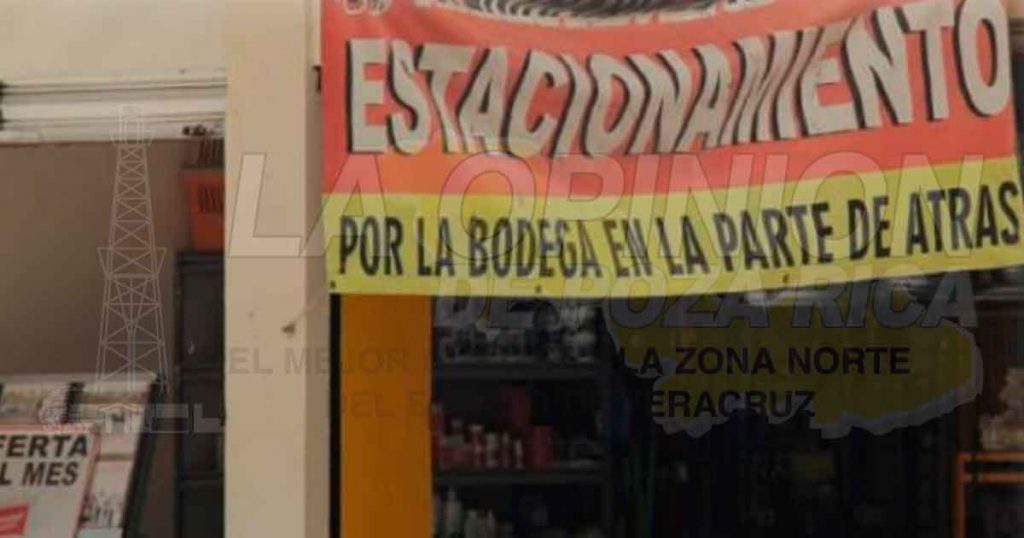 ESTACIONAMIENTO
POR LA BODEGA EN LA PARTE DE ATRAS
LA OPINION
DE POZA RICA
EL MEJOR LA ZONA NORTE
DEL VERACRUZ
FERTA
L MES